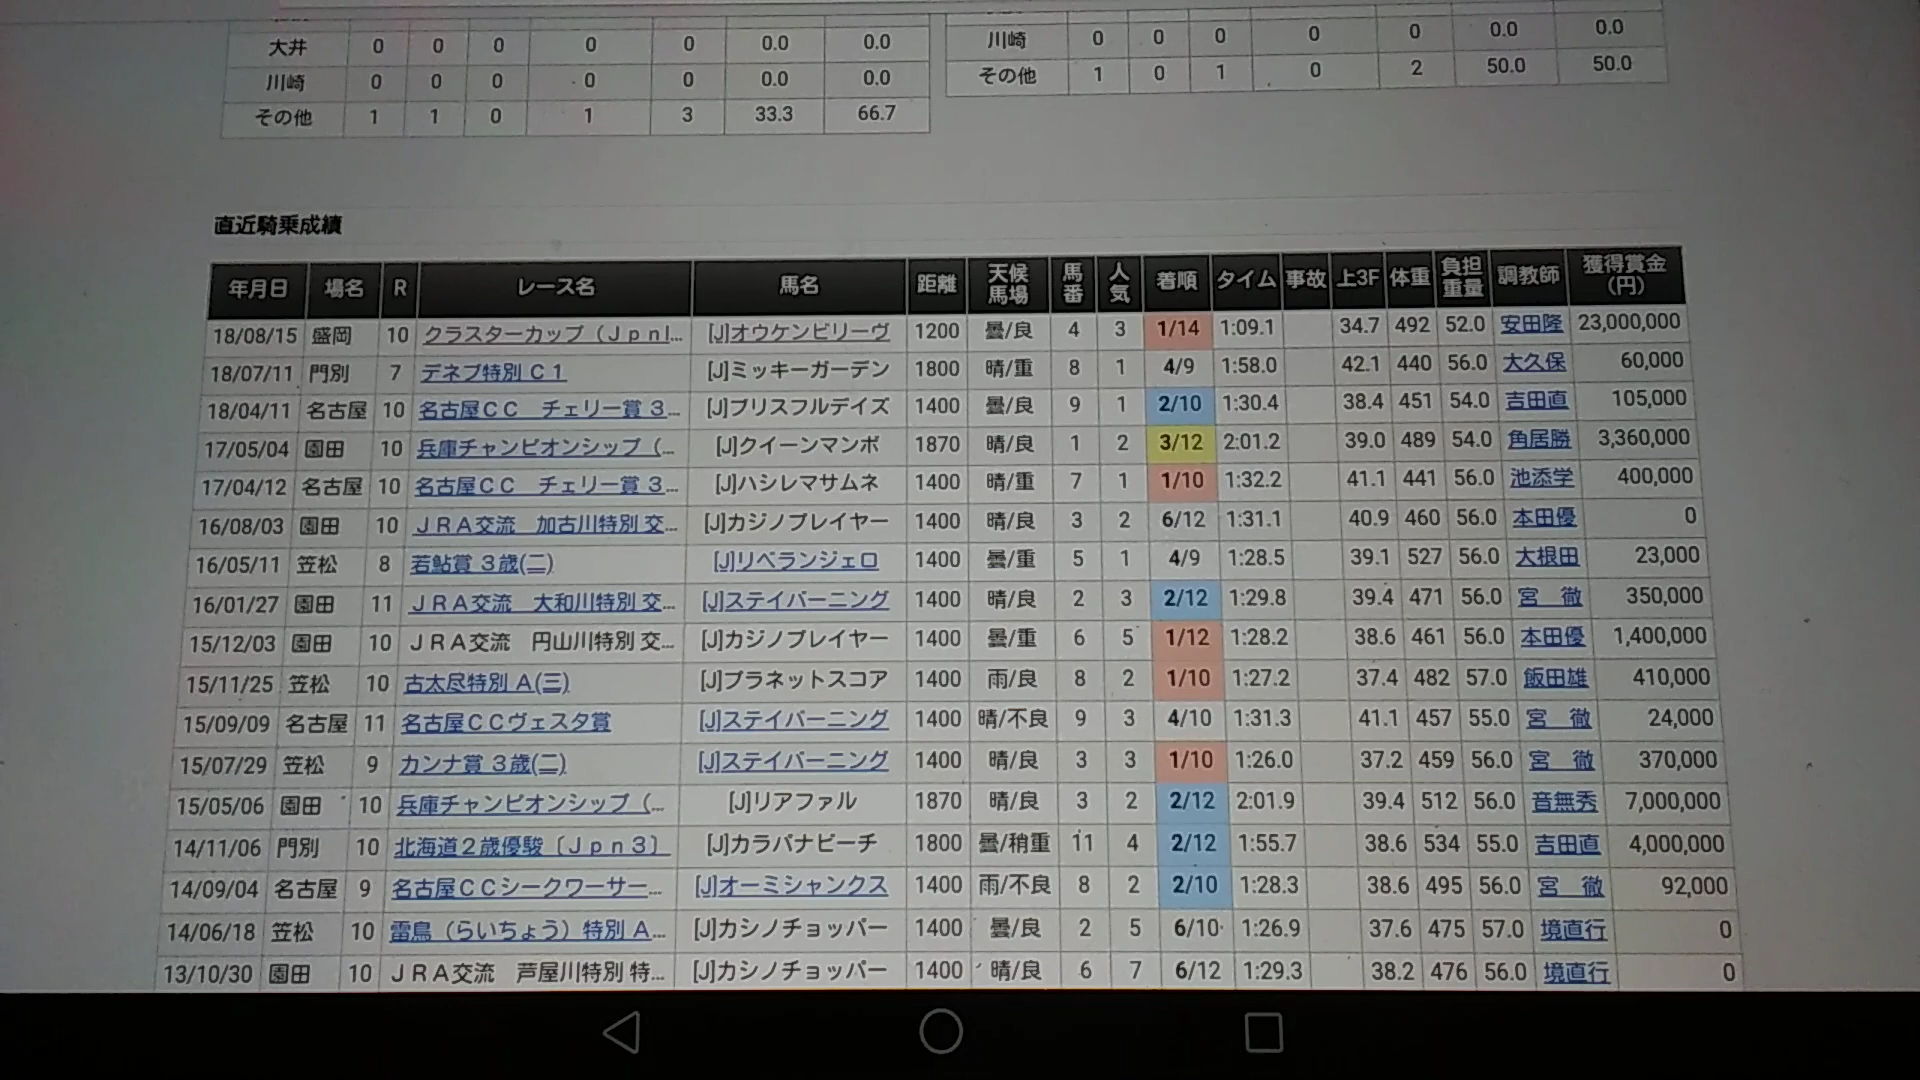 大井 0 0 0 0 0 0.0 0.0
川崎 0 0 0 0 0 0.0 0.0
その他 1 1 0 1 3 33.3 66.7
川崎 0 0 0 0 0 0.0 0.0
その他 1 0 1 0 2 50.0 50.0
直近騎乗成績
年月日 場名 R レース名 馬名 距離 天候馬場 馬番 人気 着順 タイム 事故 上3F 体重 負担重量 調教師 獲得賞金(円)
18/08/15 盛岡 10 クラスターカップ（ＪｐｎＩ… [J]オウケンビリーヴ 1200 曇/良 4 3 1/14 1:09.1 34.7 492 52.0 安田隆 23,000,000
18/07/11 門別 7 デネブ特別Ｃ１ [J]ミッキーガーデン 1800 晴/重 8 1 4/9 1:58.0 42.1 440 56.0 大久保 60,000
18/04/11 名古屋 10 名古屋ＣＣ　チェリー賞３… [J]ブリスフルデイズ 1400 曇/良 9 1 2/10 1:30.4 38.4 451 54.0 吉田直 105,000
17/05/04 園田 10 兵庫チャンピオンシップ（… [J]クイーンマンボ 1870 晴/良 1 2 3/12 2:01.2 39.0 489 54.0 角居勝 3,360,000
17/04/12 名古屋 10 名古屋ＣＣ　チェリー賞３… [J]ハシレマサムネ 1400 晴/重 7 1 1/10 1:32.2 41.1 441 56.0 池添学 400,000
16/08/03 園田 10 ＪＲＡ交流　加古川特別 交… [J]カジノブレイヤー 1400 晴/良 3 2 6/12 1:31.1 40.9 460 56.0 本田優 0
16/05/11 笠松 8 若鮎賞３歳(二) [J]リベランジェロ 1400 曇/重 5 1 4/9 1:28.5 39.1 527 56.0 大根田 23,000
16/01/27 園田 11 ＪＲＡ交流　大和川特別 交… [J]ステイバーニング 1400 晴/良 2 3 2/12 1:29.8 39.4 471 56.0 宮　徹 350,000
15/12/03 園田 10 ＪＲＡ交流　円山川特別 交… [J]カジノブレイヤー 1400 曇/重 6 5 1/12 1:28.2 38.6 461 56.0 本田優 1,400,000
15/11/25 笠松 10 古太尽特別Ａ(三) [J]プラネットスコア 1400 雨/良 8 2 1/10 1:27.2 37.4 482 57.0 飯田雄 410,000
15/09/09 名古屋 11 名古屋ＣＣヴェスタ賞 [J]ステイバーニング 1400 晴/不良 9 3 4/10 1:31.3 41.1 457 55.0 宮　徹 24,000
15/07/29 笠松 9 カンナ賞３歳(二) [J]ステイバーニング 1400 晴/良 3 3 1/10 1:26.0 37.2 459 56.0 宮　徹 370,000
15/05/06 園田 10 兵庫チャンピオンシップ（… [J]リアファル 1870 晴/良 3 2 2/12 2:01.9 39.4 512 56.0 音無秀 7,000,000
14/11/06 門別 10 北海道２歳優駿〔Ｊｐｎ３〕 [J]カラパナビーチ 1800 曇/稍重 11 4 2/12 1:55.7 38.6 534 55.0 吉田直 4,000,000
14/09/04 名古屋 9 名古屋ＣＣシークワーサー… [J]オーミシャンクス 1400 雨/不良 8 2 2/10 1:28.3 38.6 495 56.0 宮　徹 92,000
14/06/18 笠松 10 雷鳥（らいちょう）特別Ａ… [J]カシノチョッパー 1400 曇/良 2 5 6/10 1:26.9 37.6 475 57.0 境直行 0
13/10/30 園田 10 ＪＲＡ交流　芦屋川特別 特… [J]カシノチョッパー 1400 晴/良 6 7 6/12 1:29.3 38.2 476 56.0 境直行 0